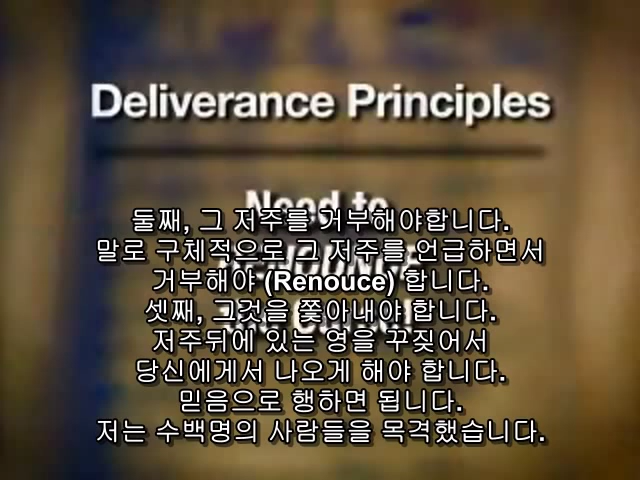 Deliverance Principles
Need to
둘째, 그 저주를 거부해야합니다.
말로 구체적으로 그 저주를 언급하면서
거부해야 (Renouce) 합니다.
셋째, 그것을 쫓아내야 합니다.
저주뒤에 있는 영을 꾸짖어서
당신에게서 나오게 해야 합니다.
믿음으로 행하면 됩니다.
저는 수백명의 사람들을 목격했습니다.